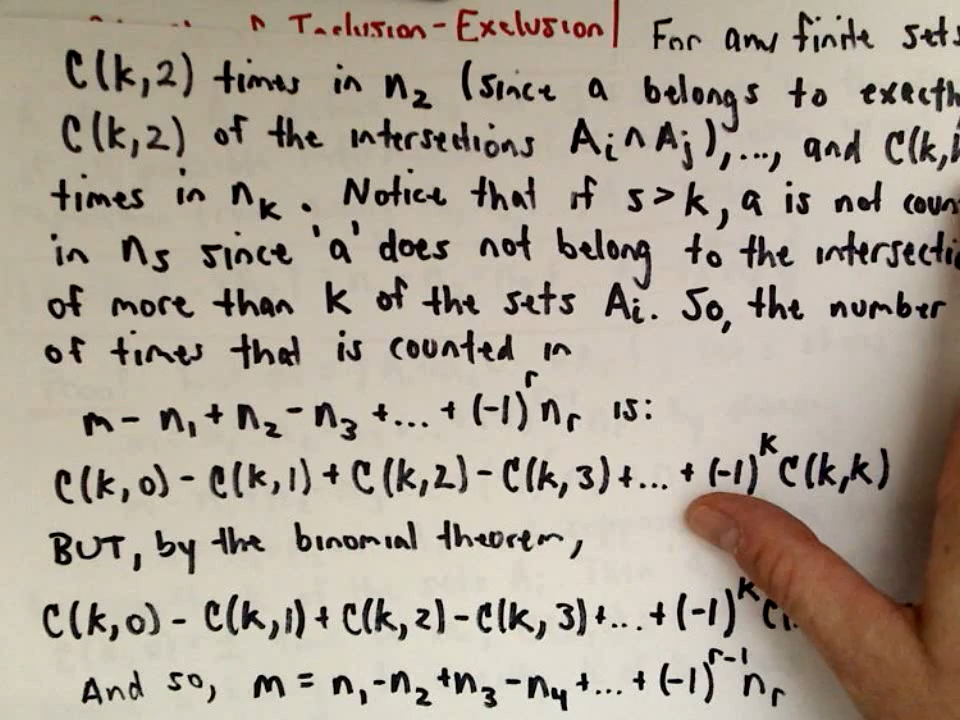 Inclusion-Exclusion | For any finite sets
C(k,2) times in n₂ (since a belongs to exactly
C(k,2) of the intersections Aᵢ∩Aⱼ),..., and C(k,
times in nₖ. Notice that if s>k, a is not coun
in nₛ since 'a' does not belong to the intersecti
of more than k of the sets Aᵢ. So, the number
of times that is counted in
m - n₁ + n₂ - n₃ +... + (-1)^r nᵣ is:
C(k,0) - C(k,1) + C(k,2) - C(k,3) +... + (-1)^k C(k,k)
BUT, by the binomial theorem,
C(k,0) - C(k,1) + C(k,2) - C(k,3) +... + (-1)^k C(
And so, m = n₁ - n₂ + n₃ - n₄ +... + (-1)^r-1 nᵣ